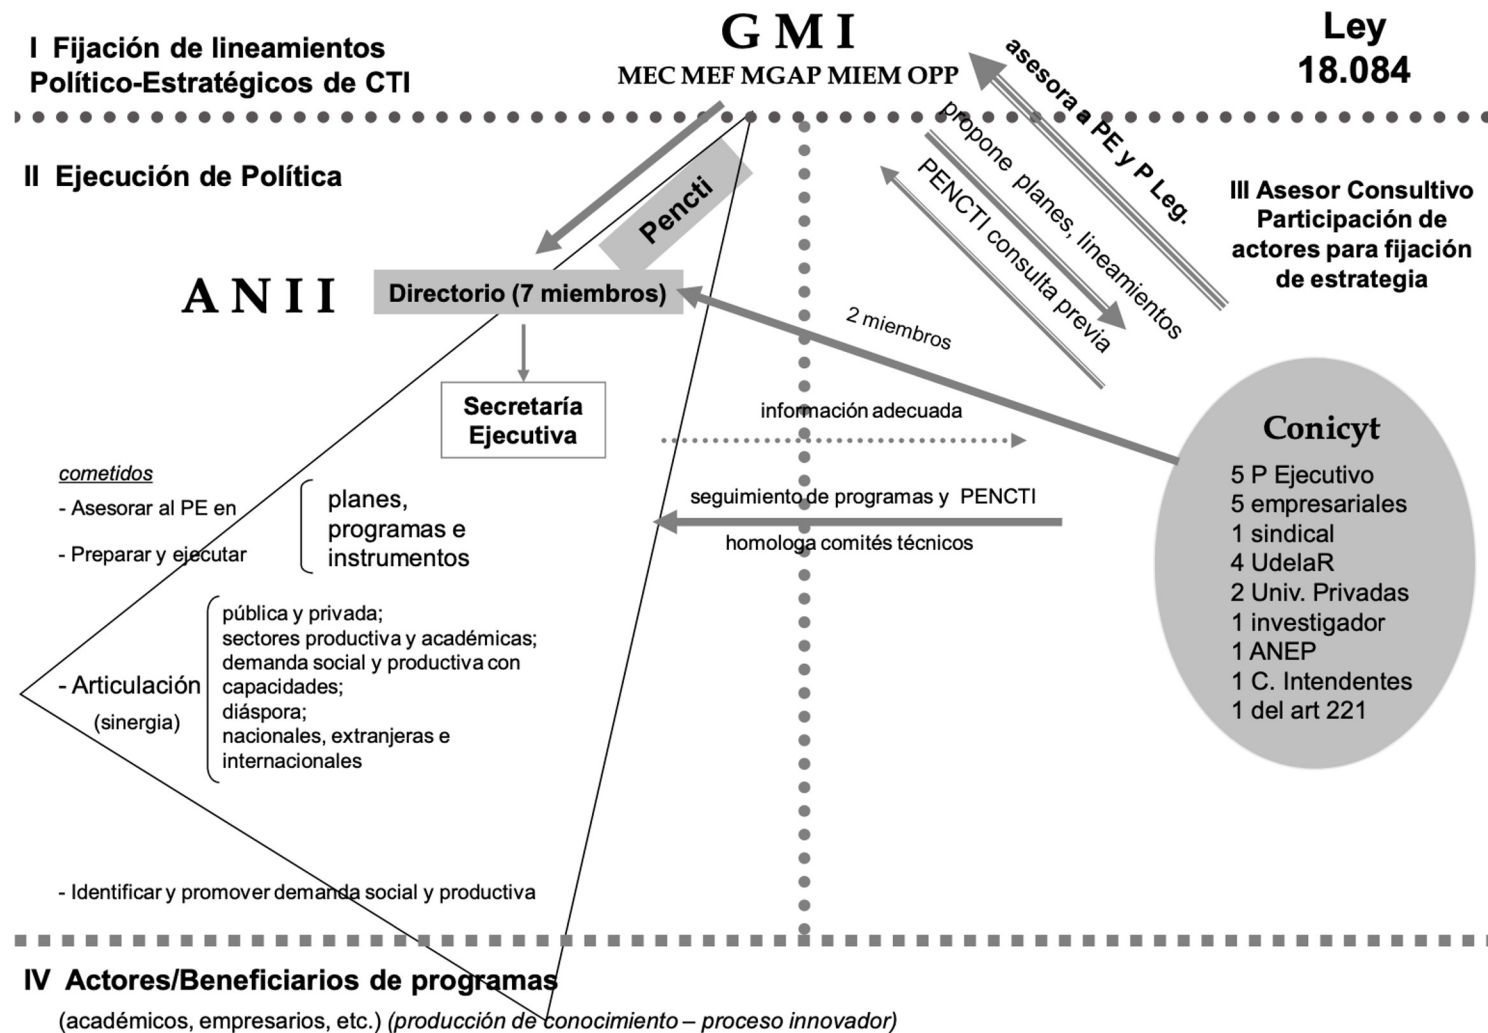 I Fijación de lineamientos
Político-Estratégicos de CTI
G M I
MEC MEF MGAP MIEM OPP
Ley
18.084
II Ejecución de Política
Pencti
asesora a PE y P Leg.
propone planes, lineamientos
PENCTI consulta previa
III Asesor Consultivo
Participación de
actores para fijación
de estrategia
A N I I
Directorio (7 miembros)
2 miembros
Secretaría
Ejecutiva
información adecuada
seguimiento de programas y PENCTI
homologa comités técnicos
Conicyt
5 P Ejecutivo
5 empresariales
1 sindical
4 UdelaR
2 Univ. Privadas
1 investigador
1 ANEP
1 C. Intendentes
1 del art 221
cometidos
- Asesorar al PE en
- Preparar y ejecutar
planes,
programas e
instrumentos
- Articulación
(sinergia)
pública y privada;
sectores productiva y académicas;
demanda social y productiva con
capacidades;
diáspora;
nacionales, extranjeras e
internacionales
- Identificar y promover demanda social y productiva
IV Actores/Beneficiarios de programas
(académicos, empresarios, etc.) (producción de conocimiento – proceso innovador)